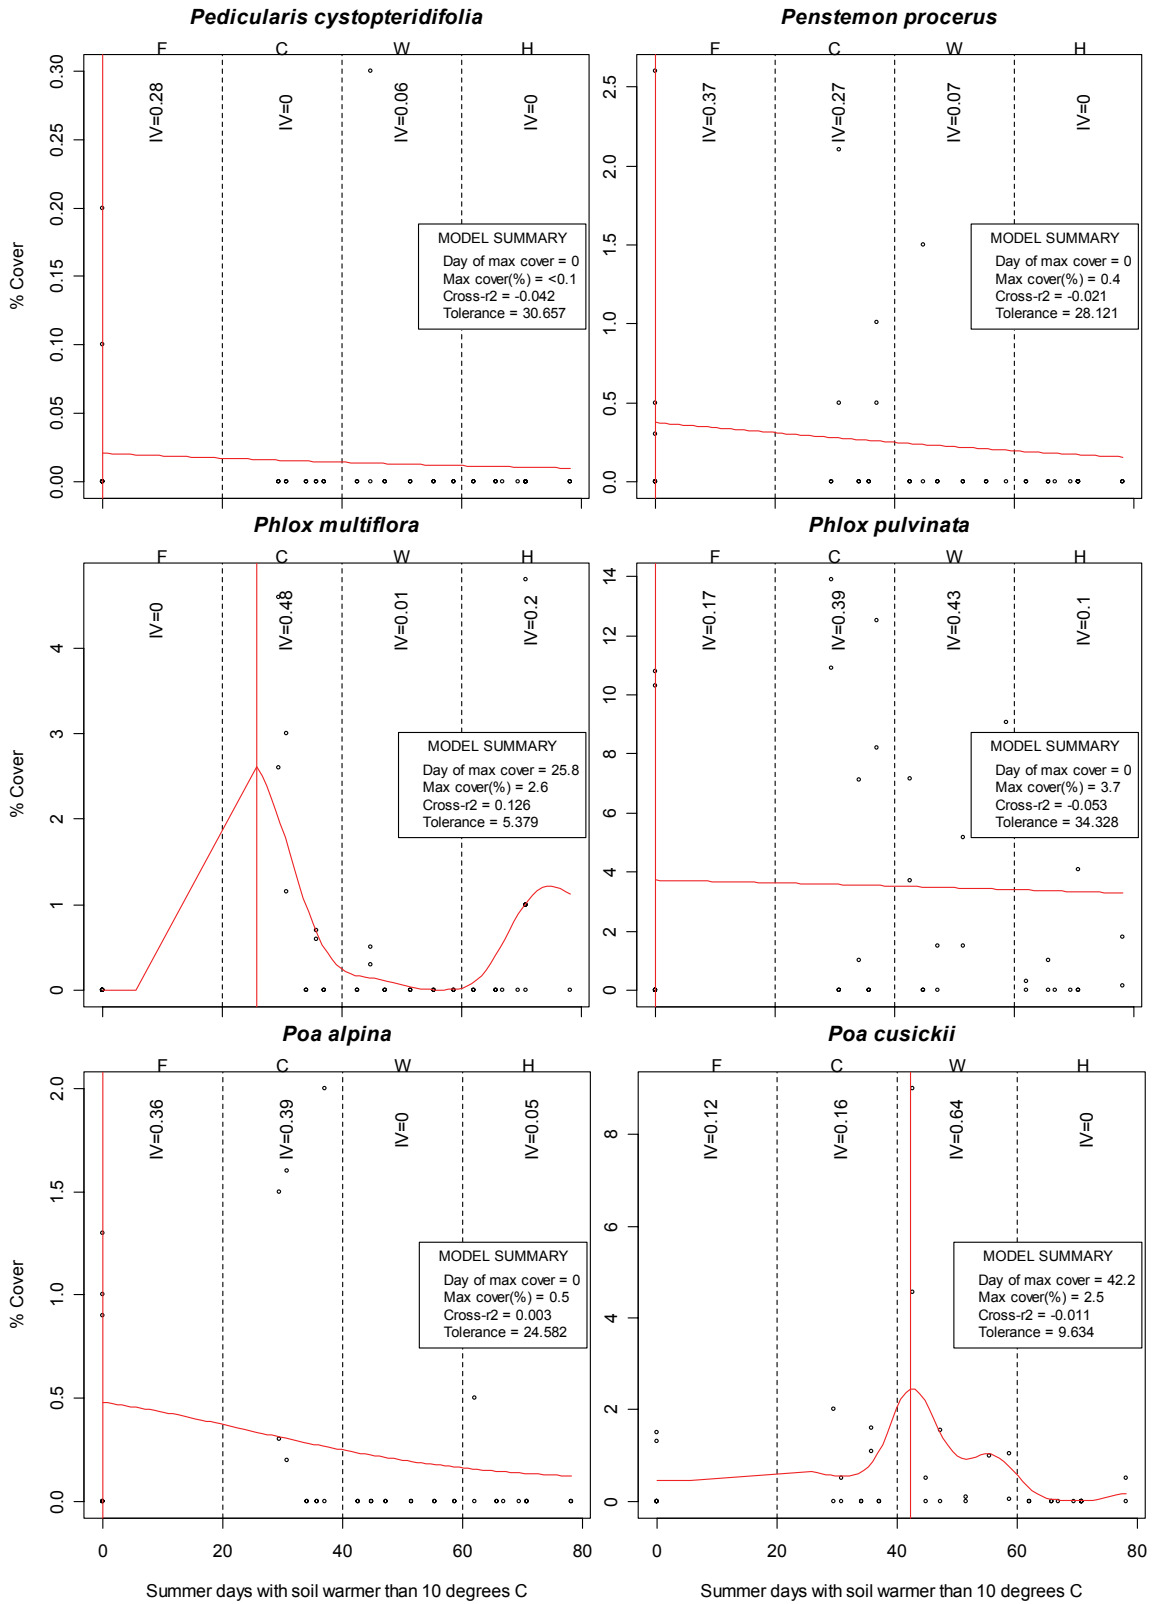 Pedicularis cystopteridifolia
F C W H
IV=0.28 IV=0 IV=0.06 IV=0
% Cover
0.30
0.25
0.20
0.15
0.10
0.05
0.00
MODEL SUMMARY
Day of max cover = 0
Max cover(%) = <0.1
Cross-r2 = -0.042
Tolerance = 30.657
Penstemon procerus
F C W H
IV=0.37 IV=0.27 IV=0.07 IV=0
2.5
2.0
1.5
1.0
0.5
0.0
MODEL SUMMARY
Day of max cover = 0
Max cover(%) = 0.4
Cross-r2 = -0.021
Tolerance = 28.121
Phlox multiflora
F C W H
IV=0 IV=0.48 IV=0.01 IV=0.2
% Cover
4
3
2
1
0
MODEL SUMMARY
Day of max cover = 25.8
Max cover(%) = 2.6
Cross-r2 = 0.126
Tolerance = 5.379
Phlox pulvinata
F C W H
IV=0.17 IV=0.39 IV=0.43 IV=0.1
14
12
10
8
6
4
2
0
MODEL SUMMARY
Day of max cover = 0
Max cover(%) = 3.7
Cross-r2 = -0.053
Tolerance = 34.328
Poa alpina
F C W H
IV=0.36 IV=0.39 IV=0 IV=0.05
% Cover
2.0
1.5
1.0
0.5
0.0
MODEL SUMMARY
Day of max cover = 0
Max cover(%) = 0.5
Cross-r2 = 0.003
Tolerance = 24.582
0 20 40 60 80
Summer days with soil warmer than 10 degrees C
Poa cusickii
F C W H
IV=0.12 IV=0.16 IV=0.64 IV=0
8
6
4
2
0
MODEL SUMMARY
Day of max cover = 42.2
Max cover(%) = 2.5
Cross-r2 = -0.011
Tolerance = 9.634
0 20 40 60 80
Summer days with soil warmer than 10 degrees C